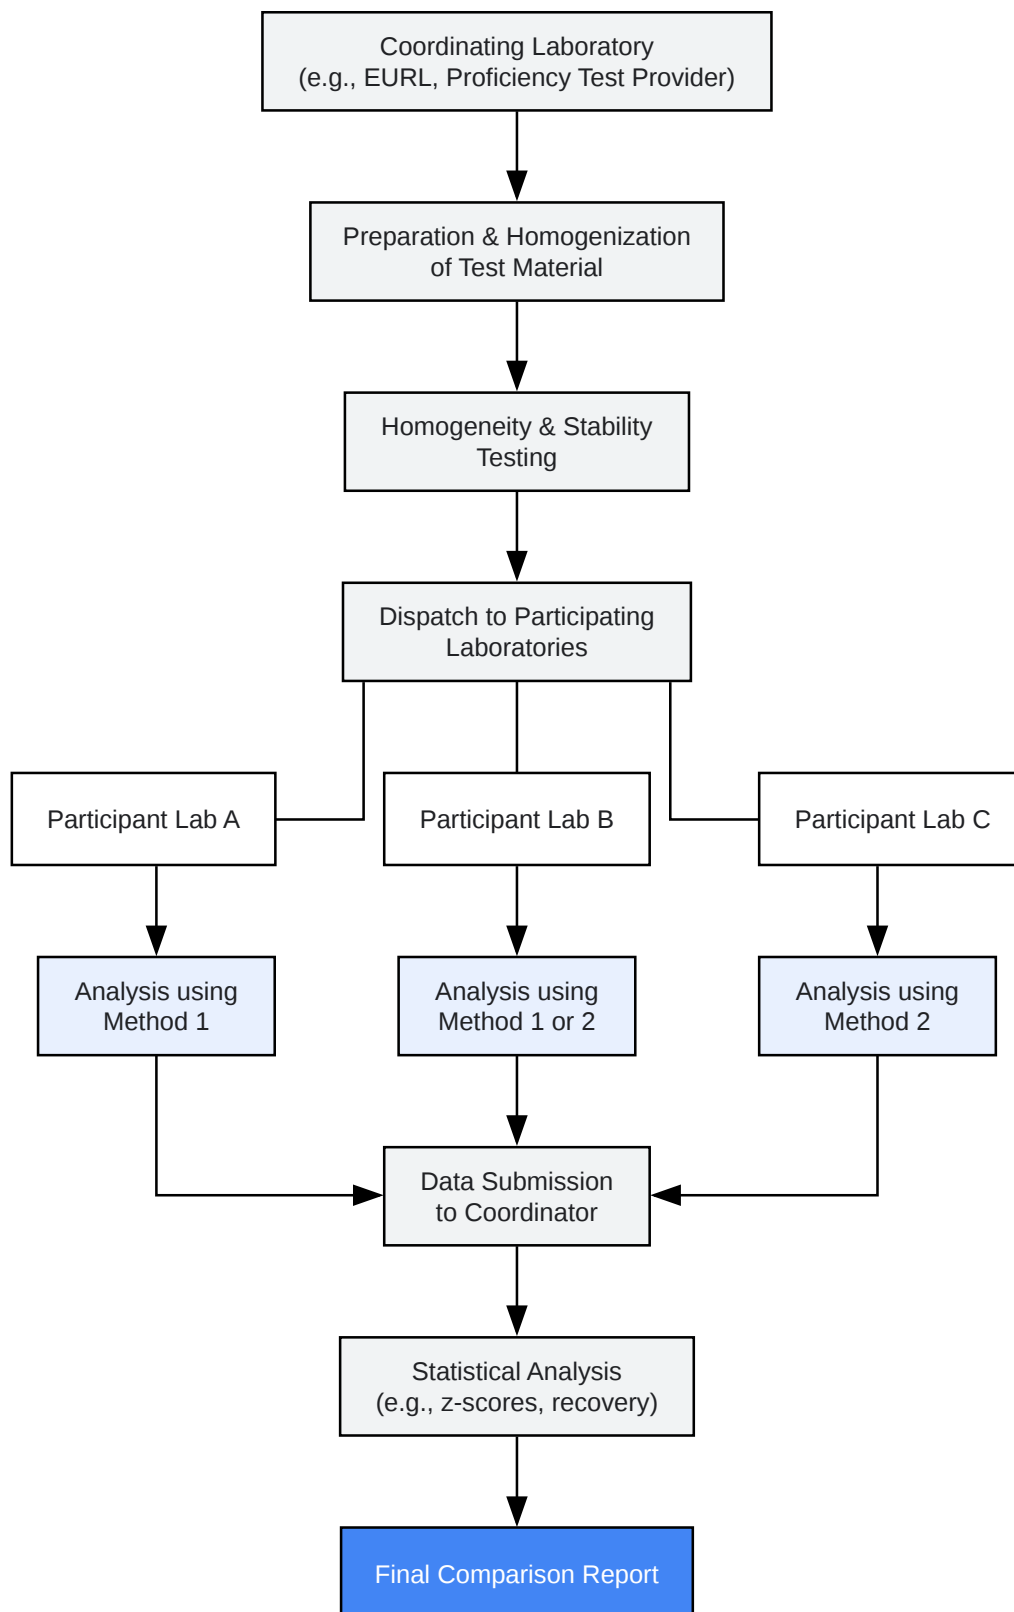 Coordinating Laboratory
(e.g., EURL, Proficiency Test Provider)
Preparation & Homogenization
of Test Material
Homogeneity & Stability
Testing
Dispatch to Participating
Laboratories
Participant Lab A
Participant Lab B
Participant Lab C
Analysis using
Method 1
Analysis using
Method 1 or 2
Analysis using
Method 2
Data Submission
to Coordinator
Statistical Analysis
(e.g., z-scores, recovery)
Final Comparison Report